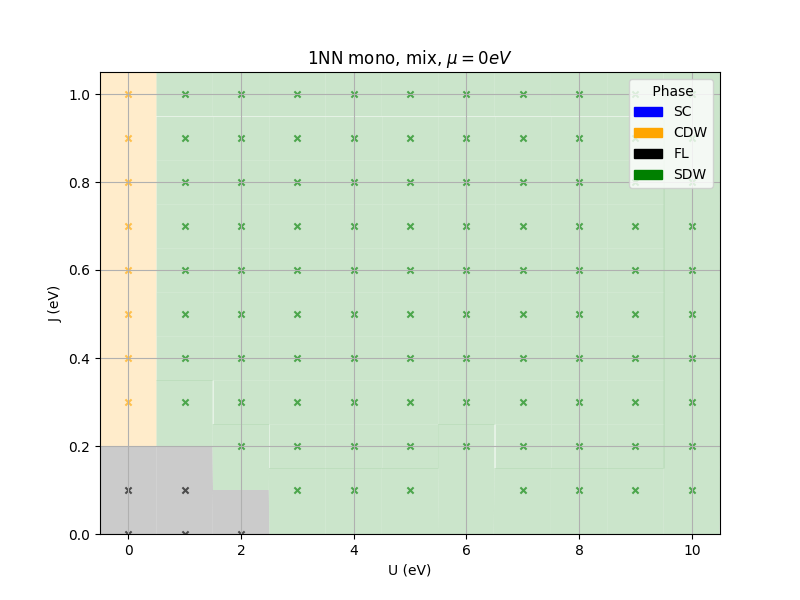 1NN mono, mix, μ = 0eV
Phase
SC
CDW
FL
SDW
J (eV)
1.0
0.8
0.6
0.4
0.2
0.0
0 2 4 6 8 10
U (eV)